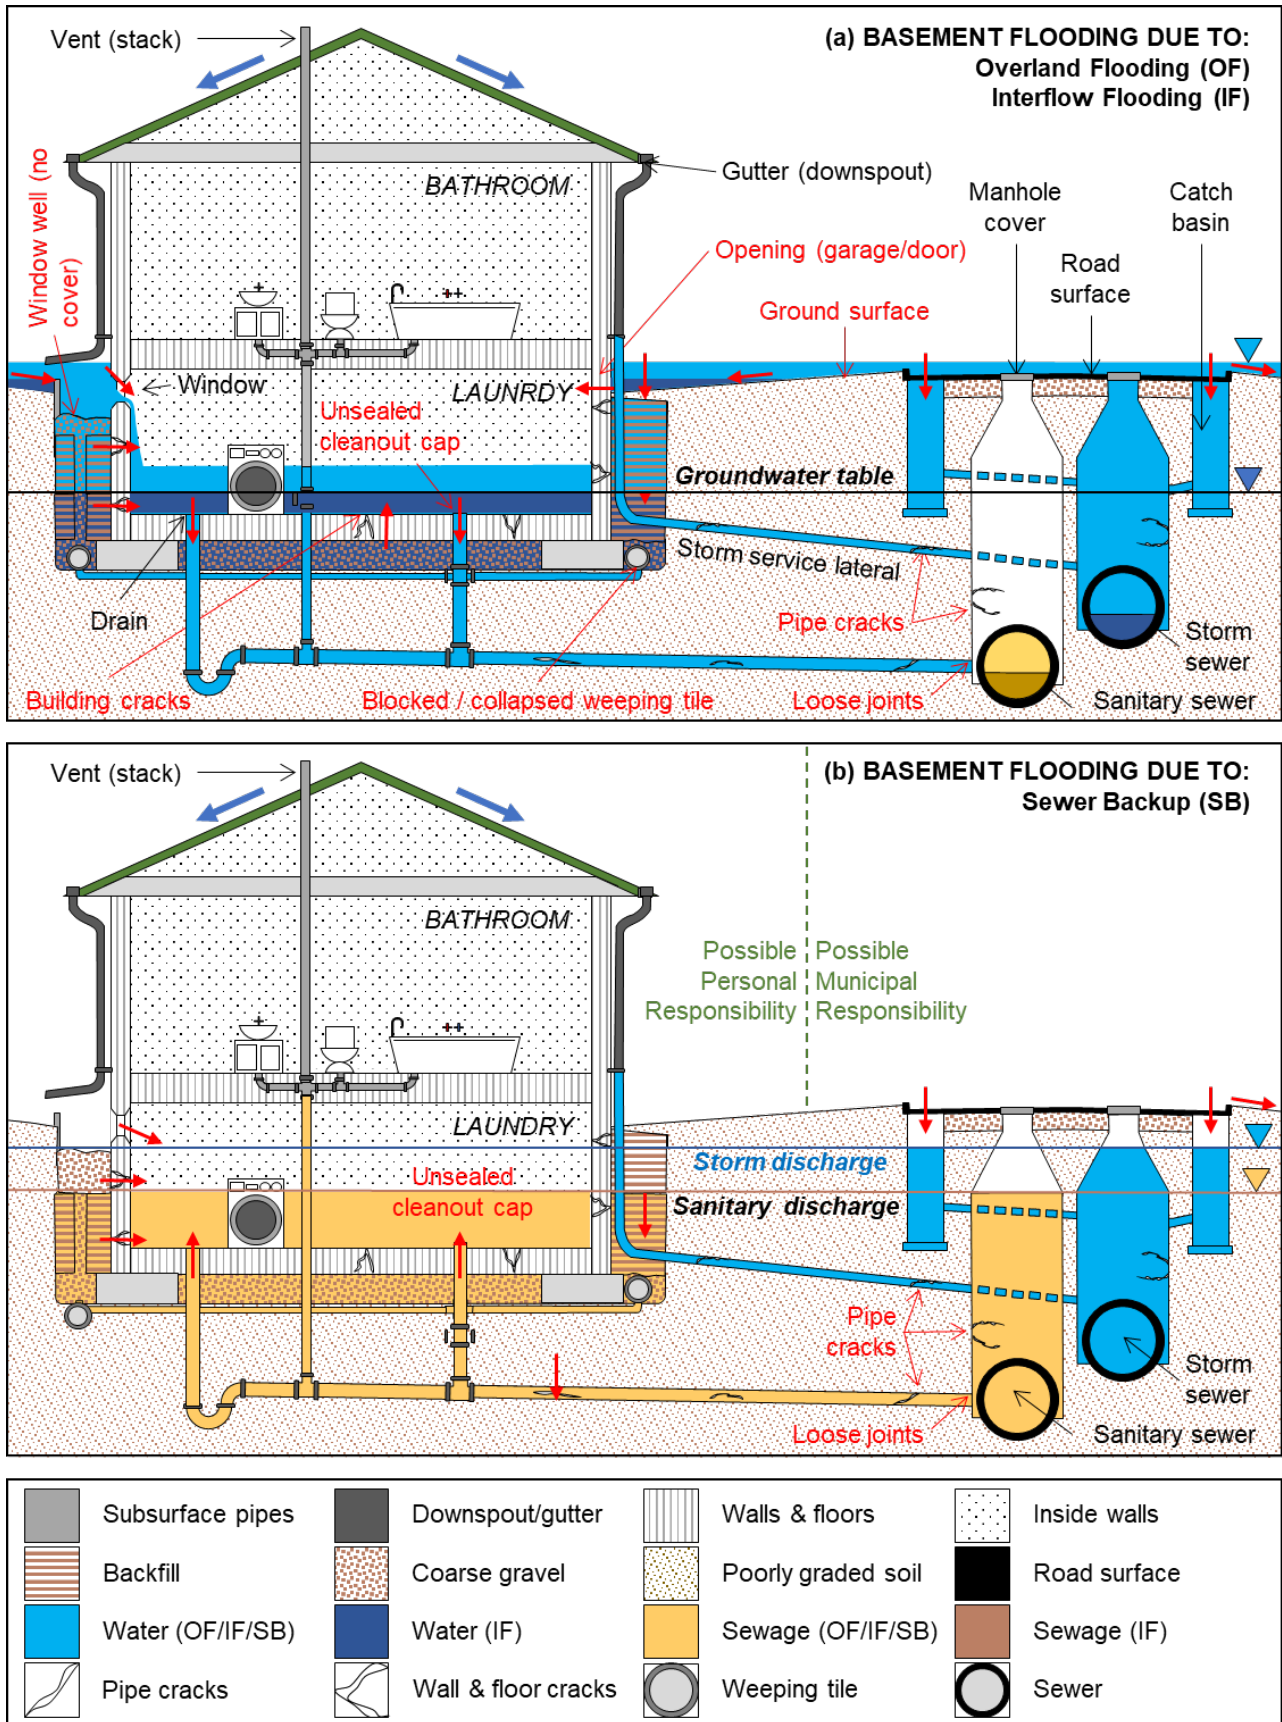 Vent (stack)
(a) BASEMENT FLOODING DUE TO:
Overland Flooding (OF)
Interflow Flooding (IF)
Window well (no
cover)
BATHROOM
Gutter (downspout)
Manhole
cover
Catch
basin
Opening (garage/door)
Road
surface
Ground surface
Window
LAUNRDY
Unsealed
cleanout cap
Groundwater table
Storm service lateral
Drain
Pipe cracks
Storm
sewer
Building cracks
Blocked / collapsed weeping tile
Loose joints
Sanitary sewer
Vent (stack)
(b) BASEMENT FLOODING DUE TO:
Sewer Backup (SB)
BATHROOM
Possible
Personal
Responsibility
Possible
Municipal
Responsibility
LAUNDRY
Storm discharge
Unsealed
cleanout cap
Sanitary discharge
Pipe
cracks
Storm
sewer
Loose joints
Sanitary sewer
Subsurface pipes
Downspout/gutter
Walls & floors
Inside walls
Backfill
Coarse gravel
Poorly graded soil
Road surface
Water (OF/IF/SB)
Water (IF)
Sewage (OF/IF/SB)
Sewage (IF)
Pipe cracks
Wall & floor cracks
Weeping tile
Sewer